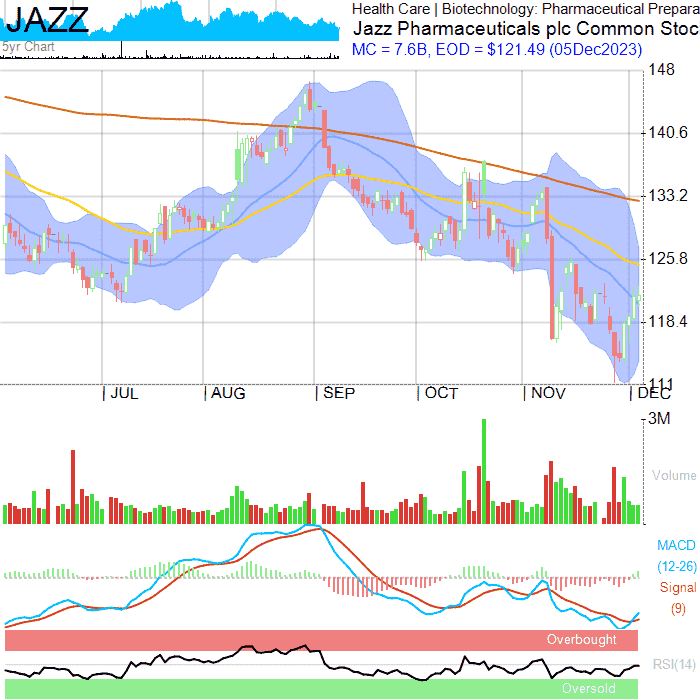 JAZZ
5yr Chart
Health Care | Biotechnology: Pharmaceutical Prepara
Jazz Pharmaceuticals plc Common Stoc
MC = 7.6B, EOD = $121.49 (05Dec2023)
148
140.6
133.2
125.8
118.4
111
JUL AUG SEP OCT NOV DEC
3M
Volume
MACD
(12-26)
Signal
(9)
Overbought
RSI(14)
Oversold